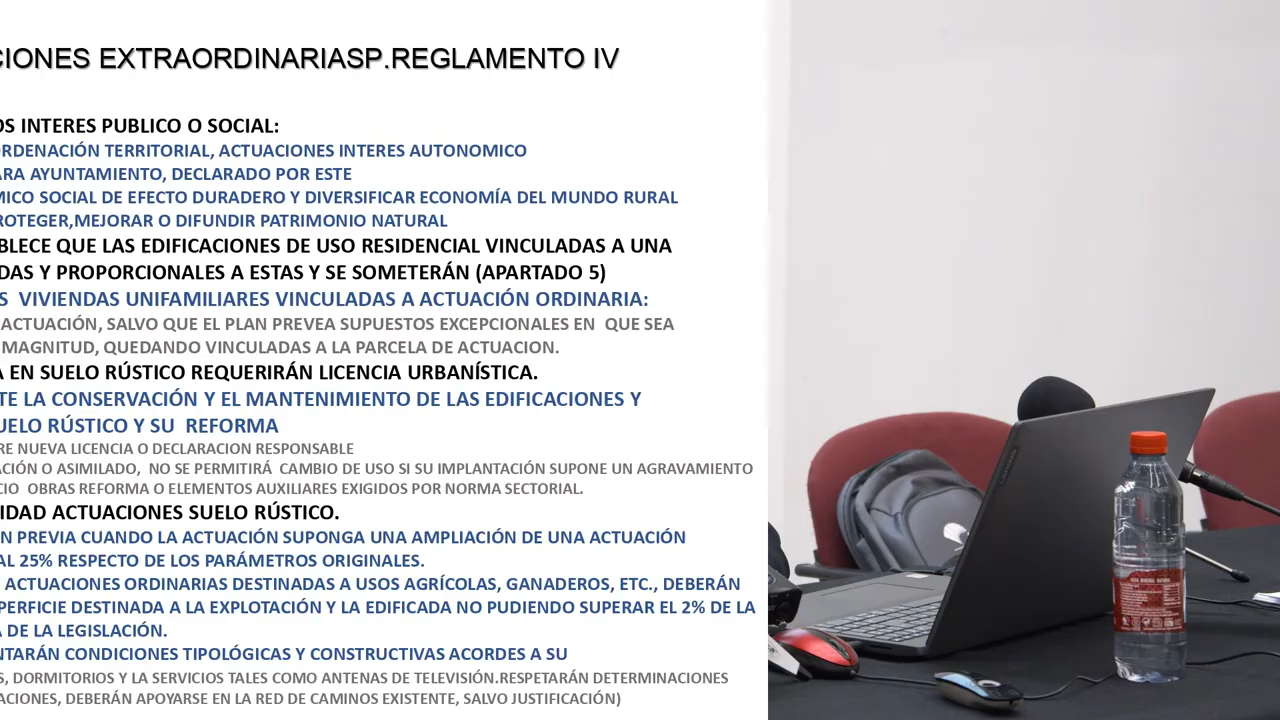 CIONES EXTRAORDINARIASP.REGLAMENTO IV
OS INTERES PUBLICO O SOCIAL:
RDENACIÓN TERRITORIAL, ACTUACIONES INTERES AUTONOMICO
ARA AYUNTAMIENTO, DECLARADO POR ESTE
MICO SOCIAL DE EFECTO DURADERO Y DIVERSIFICAR ECONOMÍA DEL MUNDO RURAL
ROTEGER,MEJORAR O DIFUNDIR PATRIMONIO NATURAL
BLECE QUE LAS EDIFICACIONES DE USO RESIDENCIAL VINCULADAS A UNA
DAS Y PROPORCIONALES A ESTAS Y SE SOMETERÁN (APARTADO 5)
S VIVIENDAS UNIFAMILIARES VINCULADAS A ACTUACIÓN ORDINARIA:
ACTUACIÓN, SALVO QUE EL PLAN PREVEA SUPUESTOS EXCEPCIONALES EN QUE SEA
MAGNITUD, QUEDANDO VINCULADAS A LA PARCELA DE ACTUACION.
A EN SUELO RÚSTICO REQUERIRÁN LICENCIA URBANÍSTICA.
TE LA CONSERVACIÓN Y EL MANTENIMIENTO DE LAS EDIFICACIONES Y
UELO RÚSTICO Y SU REFORMA
RE NUEVA LICENCIA O DECLARACION RESPONSABLE
ACIÓN O ASIMILADO, NO SE PERMITIRÁ CAMBIO DE USO SI SU IMPLANTACIÓN SUPONE UN AGRAVAMIENTO
CIO OBRAS REFORMA O ELEMENTOS AUXILIARES EXIGIDOS POR NORMA SECTORIAL.
IDAD ACTUACIONES SUELO RÚSTICO.
N PREVIA CUANDO LA ACTUACIÓN SUPONGA UNA AMPLIACIÓN DE UNA ACTUACIÓN
AL 25% RESPECTO DE LOS PARÁMETROS ORIGINALES.
ACTUACIONES ORDINARIAS DESTINADAS A USOS AGRÍCOLAS, GANADEROS, ETC., DEBERÁN
PERFICIE DESTINADA A LA EXPLOTACIÓN Y LA EDIFICADA NO PUDIENDO SUPERAR EL 2% DE LA
A DE LA LEGISLACIÓN.
NTARÁN CONDICIONES TIPOLÓGICAS Y CONSTRUCTIVAS ACORDES A SU
S, DORMITORIOS Y LA SERVICIOS TALES COMO ANTENAS DE TELEVISIÓN.RESPETARÁN DETERMINACIONES
ACIONES, DEBERÁN APOYARSE EN LA RED DE CAMINOS EXISTENTE, SALVO JUSTIFICACIÓN)